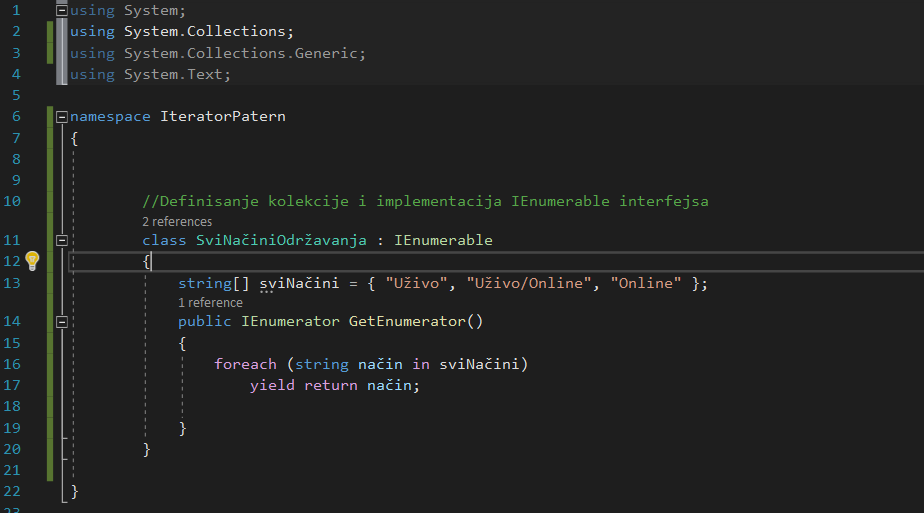 1 using System;
2 using System.Collections;
3 using System.Collections.Generic;
4 using System.Text;
5
6 namespace IteratorPatern
7 {
8
9
10 //Definisanje kolekcije i implementacija IEnumerable interfejsa
2 references
11 class SviNačiniOdržavanja : IEnumerable
12 {
13 string[] sviNačini = { "Uživo", "Uživo/Online", "Online" };
1 reference
14 public IEnumerator GetEnumerator()
15 {
16 foreach (string način in sviNačini)
17 yield return način;
18
19 }
20 }
21
22 }
23